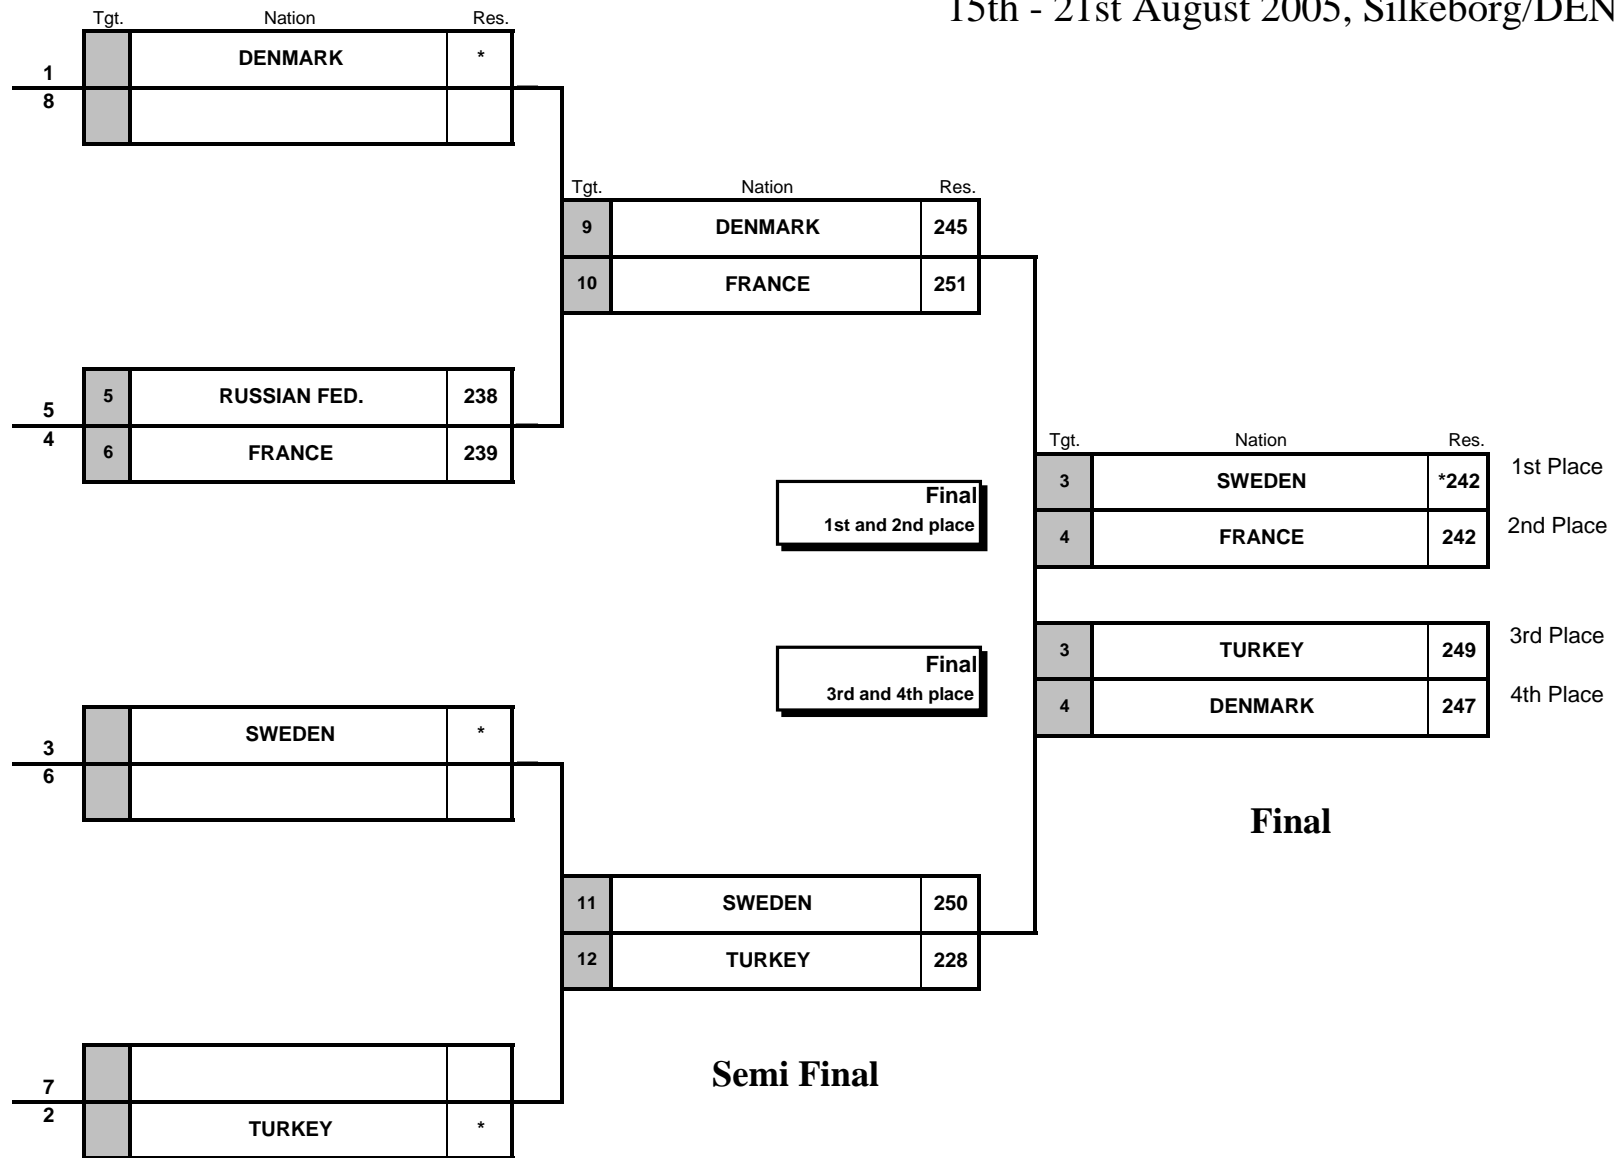 15th - 21st August 2005, Silkeborg/DEN
Tgt. Nation Res.
1 DENMARK *
8
Tgt. Nation Res.
9 DENMARK 245
10 FRANCE 251
5 5 RUSSIAN FED. 238
4 6 FRANCE 239
Tgt. Nation Res.
Final
1st and 2nd place
3 SWEDEN *242 1st Place
4 FRANCE 242 2nd Place
Final
3rd and 4th place
3 TURKEY 249 3rd Place
4 DENMARK 247 4th Place
3 SWEDEN *
6
Final
11 SWEDEN 250
12 TURKEY 228
Semi Final
7
2 TURKEY *